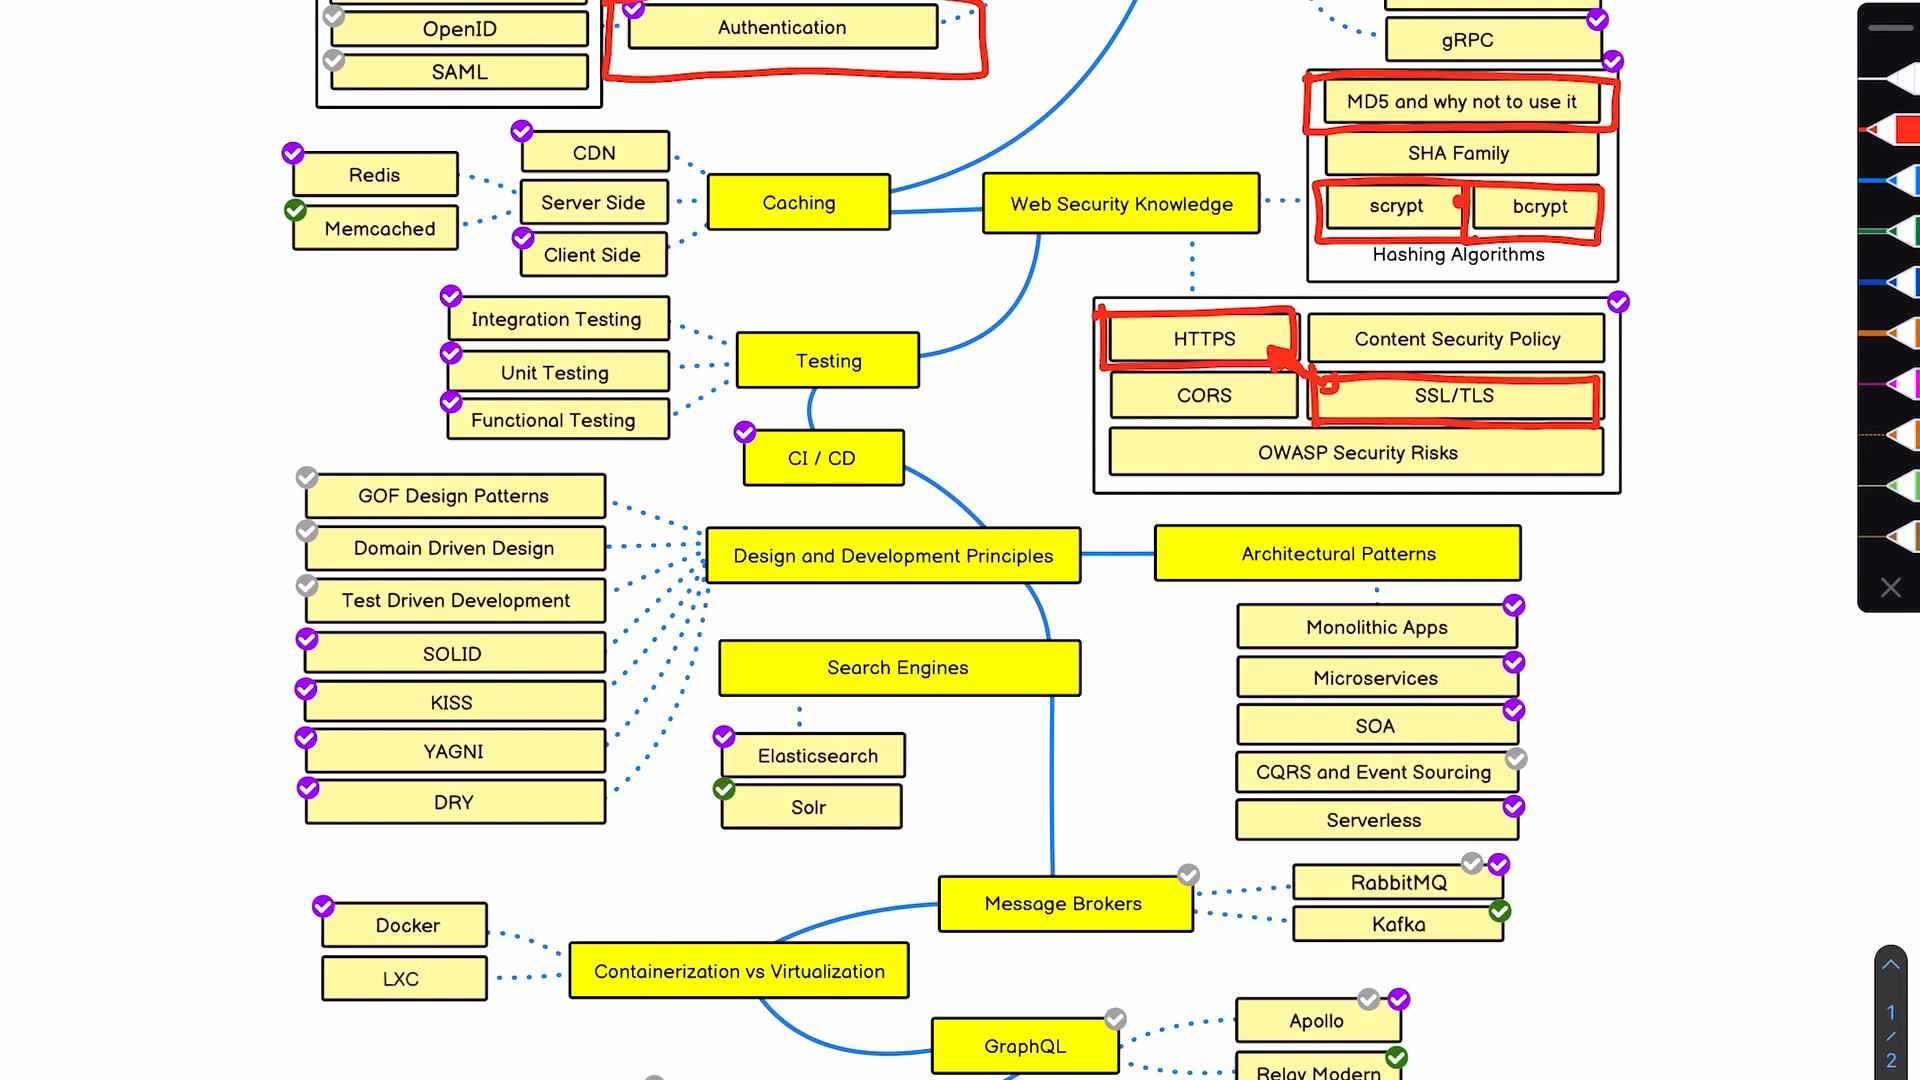 OpenID
SAML
Authentication
gRPC
MD5 and why not to use it
SHA Family
scrypt
bcrypt
Hashing Algorithms
CDN
Redis
Server Side
Memcached
Client Side
Caching
Web Security Knowledge
Integration Testing
Unit Testing
Functional Testing
Testing
CI / CD
HTTPS
Content Security Policy
CORS
SSL/TLS
OWASP Security Risks
GOF Design Patterns
Domain Driven Design
Test Driven Development
SOLID
KISS
YAGNI
DRY
Design and Development Principles
Architectural Patterns
Search Engines
Elasticsearch
Solr
Monolithic Apps
Microservices
SOA
CQRS and Event Sourcing
Serverless
Message Brokers
RabbitMQ
Kafka
Docker
LXC
Containerization vs Virtualization
GraphQL
Apollo
Relay Modern
1
/
2